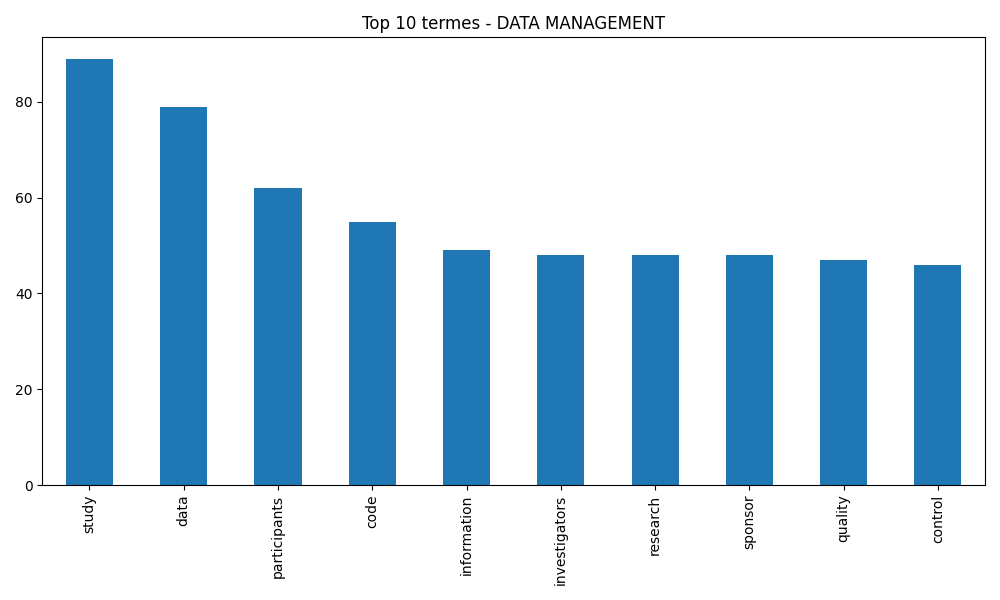 Top 10 termes - DATA MANAGEMENT
80
60
40
20
0
study
data
participants
code
information
investigators
research
sponsor
quality
control